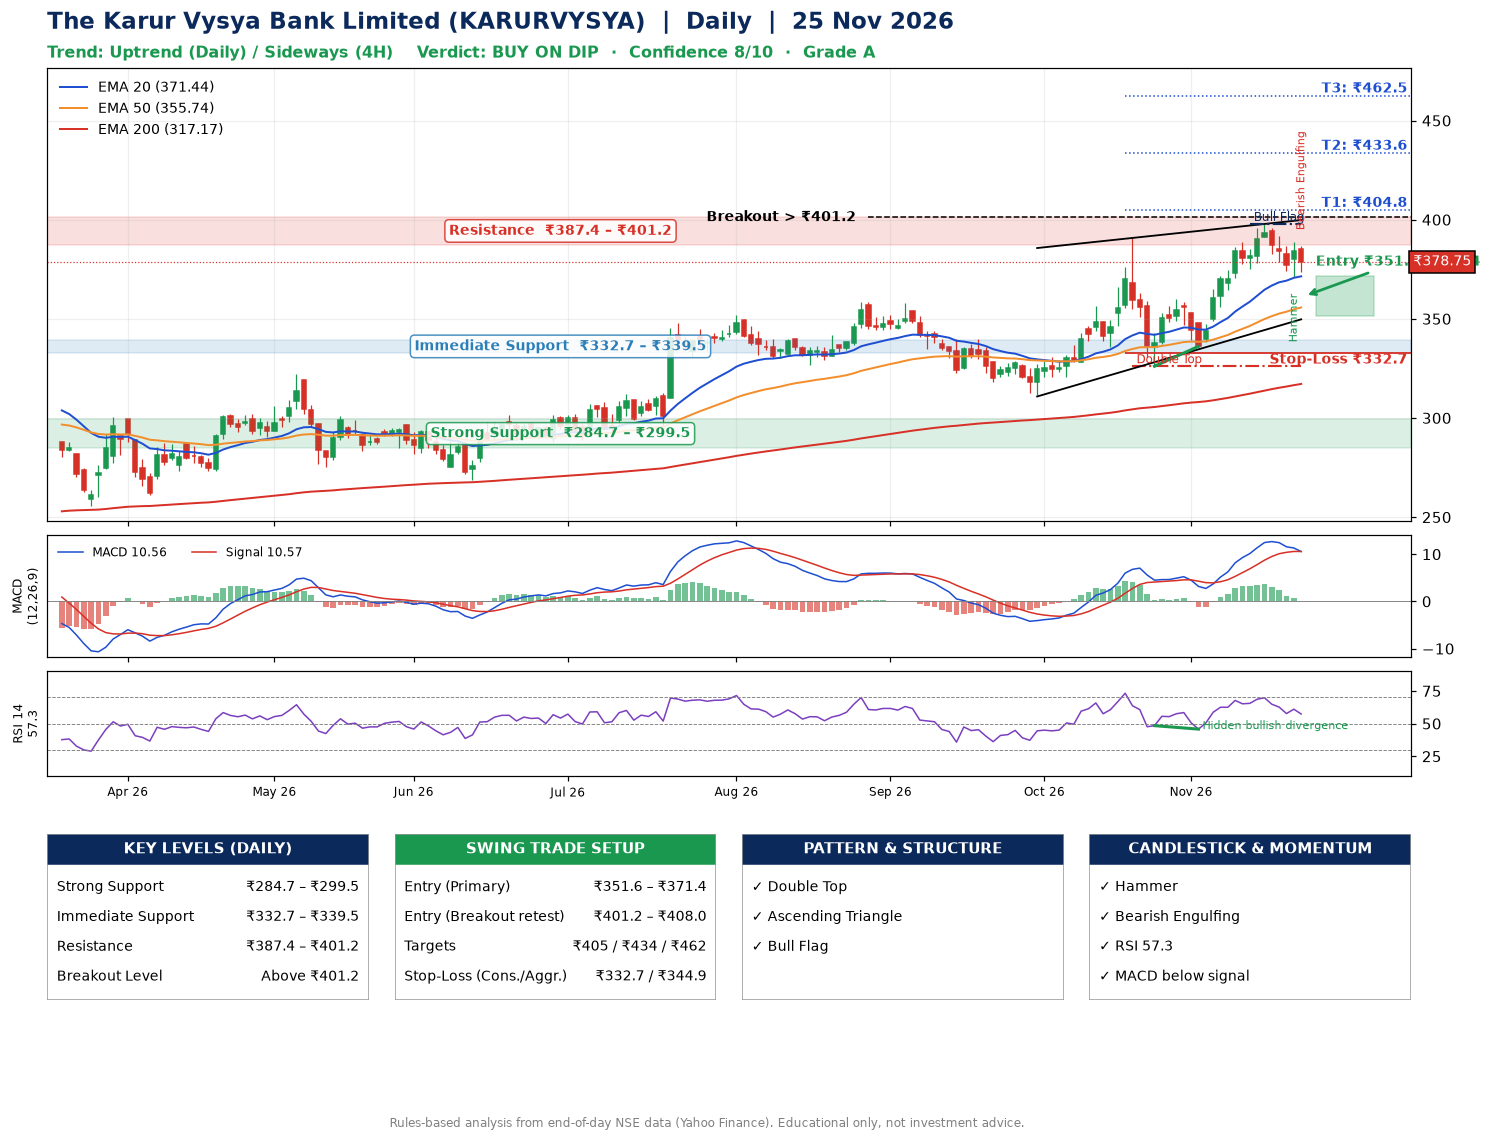 The Karur Vysya Bank Limited (KARURVYSYA) | Daily | 25 Nov 2026
Trend: Uptrend (Daily) / Sideways (4H) Verdict: BUY ON DIP · Confidence 8/10 · Grade A
EMA 20 (371.44)
EMA 50 (355.74)
EMA 200 (317.17)
T3: ₹462.5
T2: ₹433.6
T1: ₹404.8
Bearish Engulfing
Bull Flag
Breakout > ₹401.2
Resistance ₹387.4 – ₹401.2
Entry ₹351.
₹378.75
Hammer
Immediate Support ₹332.7 – ₹339.5
Double Top
Stop-Loss ₹332.7
Strong Support ₹284.7 – ₹299.5
450
400
350
300
250
MACD 10.56
Signal 10.57
MACD
(12,26,9)
10
0
−10
RSI 14
57.3
Hidden bullish divergence
75
50
25
Apr 26
May 26
Jun 26
Jul 26
Aug 26
Sep 26
Oct 26
Nov 26
KEY LEVELS (DAILY)
Strong Support ₹284.7 – ₹299.5
Immediate Support ₹332.7 – ₹339.5
Resistance ₹387.4 – ₹401.2
Breakout Level Above ₹401.2
SWING TRADE SETUP
Entry (Primary) ₹351.6 – ₹371.4
Entry (Breakout retest) ₹401.2 – ₹408.0
Targets ₹405 / ₹434 / ₹462
Stop-Loss (Cons./Aggr.) ₹332.7 / ₹344.9
PATTERN & STRUCTURE
✓ Double Top
✓ Ascending Triangle
✓ Bull Flag
CANDLESTICK & MOMENTUM
✓ Hammer
✓ Bearish Engulfing
✓ RSI 57.3
✓ MACD below signal
Rules-based analysis from end-of-day NSE data (Yahoo Finance). Educational only, not investment advice.